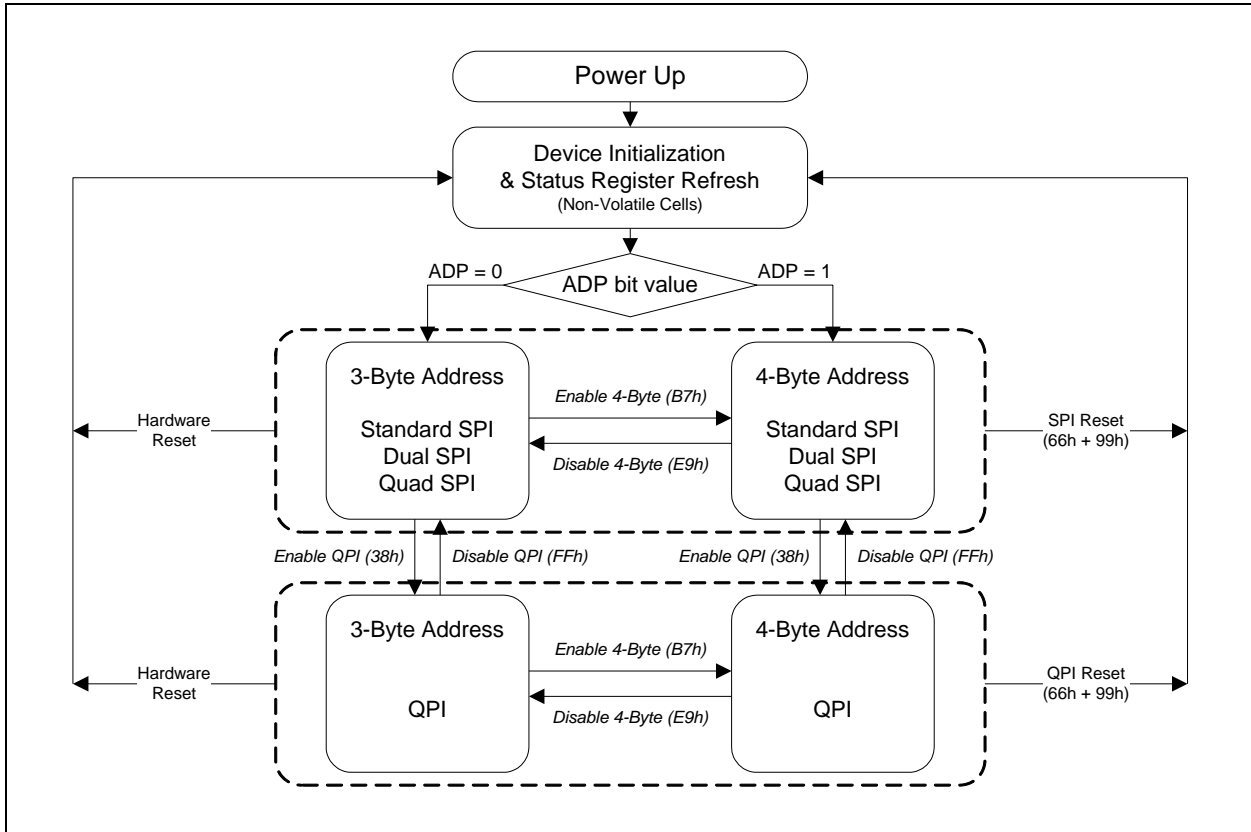 Power Up
Device Initialization
& Status Register Refresh
(Non-Volatile Cells)
ADP = 0
ADP bit value
ADP = 1
3-Byte Address
Standard SPI
Dual SPI
Quad SPI
Enable 4-Byte (B7h)
Disable 4-Byte (E9h)
4-Byte Address
Standard SPI
Dual SPI
Quad SPI
Hardware
Reset
SPI Reset
(66h + 99h)
Enable QPI (38h)
Disable QPI (FFh)
Enable QPI (38h)
Disable QPI (FFh)
3-Byte Address
QPI
Enable 4-Byte (B7h)
Disable 4-Byte (E9h)
4-Byte Address
QPI
Hardware
Reset
QPI Reset
(66h + 99h)